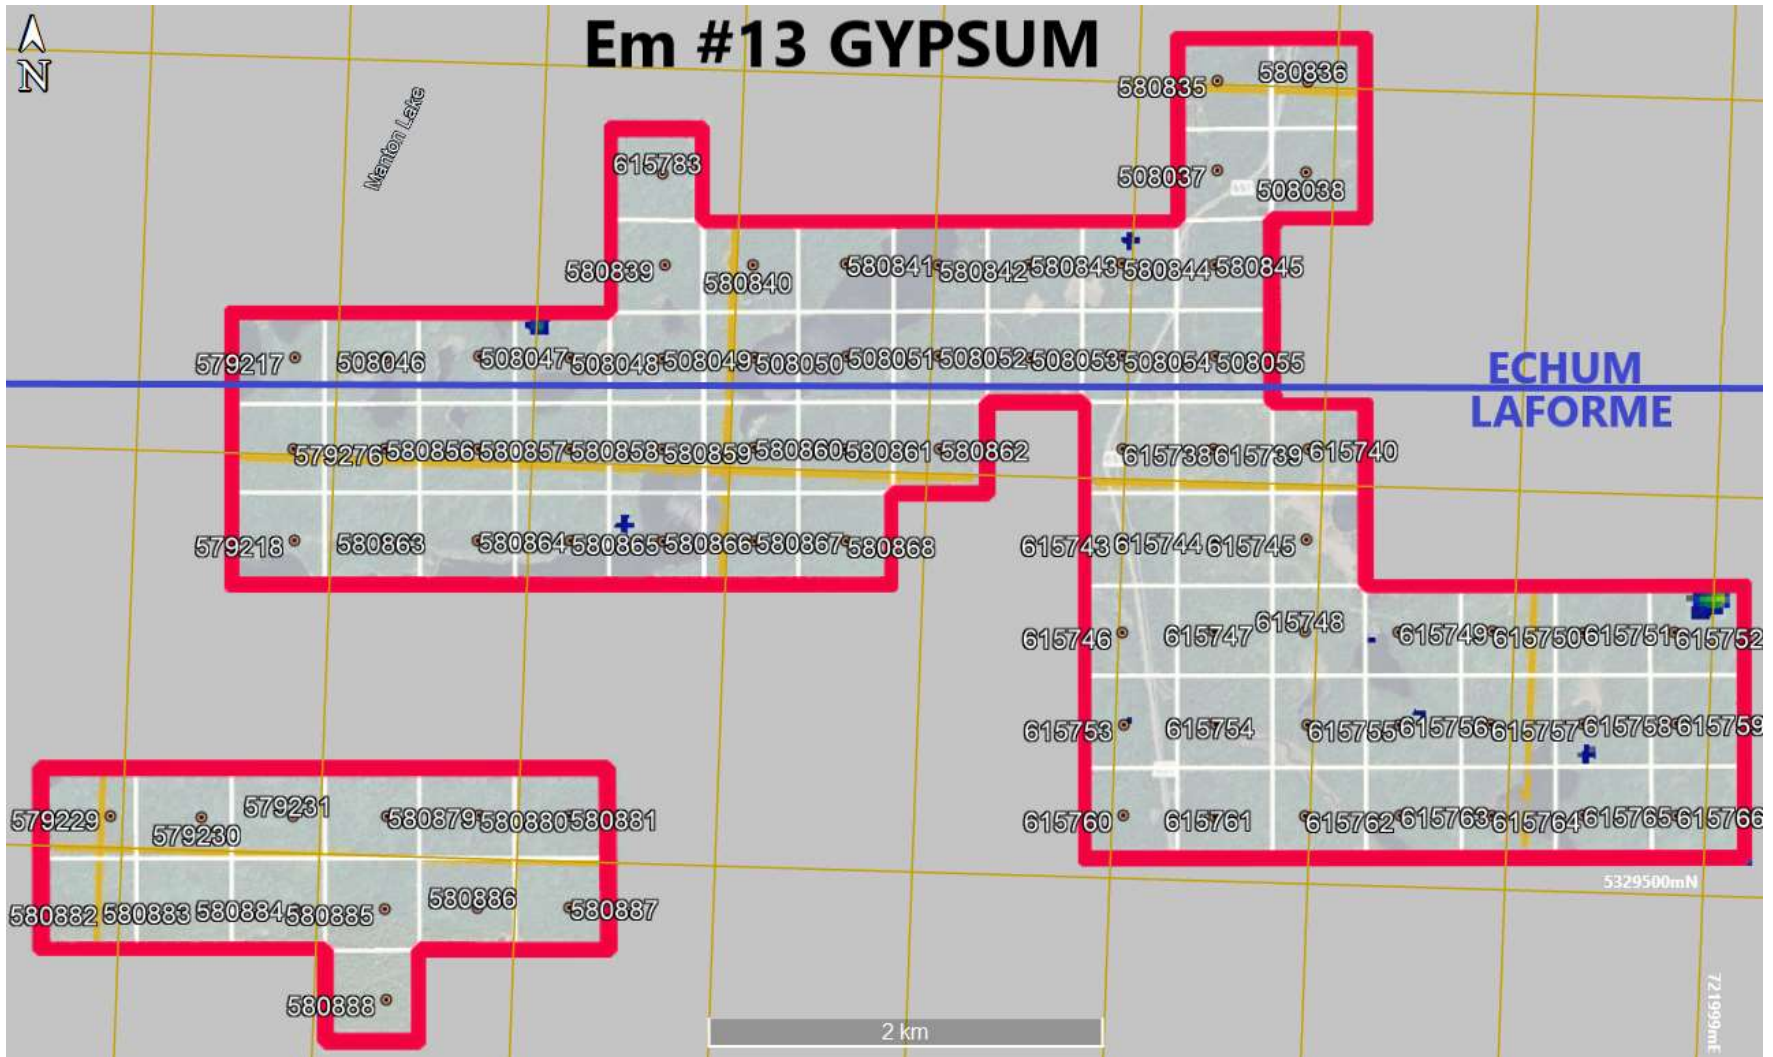 Em #13 GYPSUM
N
Manton Lake
580835 580836
615783 508037 508038
580839 580840 580841 580842 580843 580844 580845
579217 508046 508047 508048 508049 508050 508051 508052 508053 508054 508055
ECHUM
LAFORME
579276 580856 580857 580858 580859 580860 580861 580862 615738 615739 615740
579218 580863 580864 580865 580866 580867 580868 615743 615744 615745
615746 615747 615748 615749 615750 615751 615752
615753 615754 615755 615756 615757 615758 615759
579229 579230 579231 580879 580880 580881 615760 615761 615762 615763 615764 615765 615766
5329500mN
580882 580883 580884 580885 580886 580887
580888
721999mE
2 km